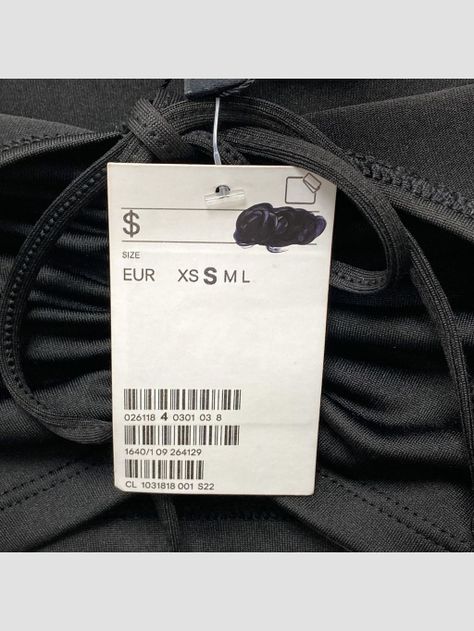 $
SIZE
EUR XS S M L
026118 4 0301 03 8
1640/1 09 264129
CL 1031818 001 S22